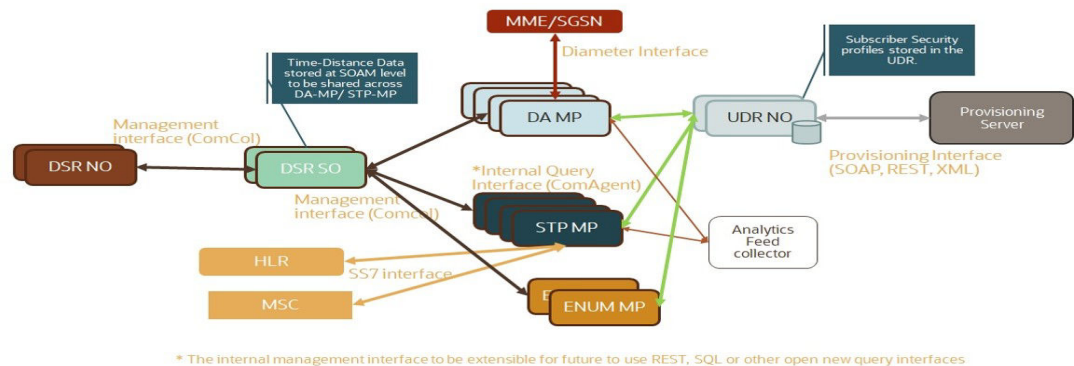 MME/SGSN
Diameter Interface
Subscriber Security
profiles stored in the
UDR.
Time-Distance Data
stored at SOAM level
to be shared across
DA-MP/ STP-MP
DA MP
UDR NO
Provisioning
Server
Management
interface (ComCol)
Provisioning Interface
(SOAP, REST, XML)
DSR NO
DSR SO
*Internal Query
Interface (ComAgent)
Management
interface (Comcol)
STP MP
Analytics
Feed
collector
HLR
SS7 interface
MSC
E
ENUM MP
* The internal management interface to be extensible for future to use REST, SQL or other open new query interfaces